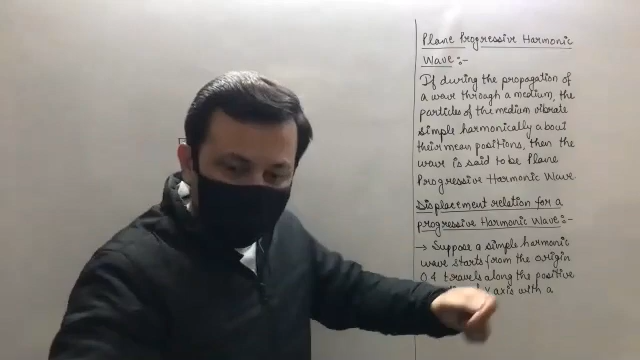 Plane Progressive Harmonic
Wave:-
If during the propagation of
a wave through a medium, the
particles of the medium vibrate
simple harmonically about
their mean positions, then the
wave is said to be Plane
Progressive Harmonic Wave.
Displacement relation for a
progressive Harmonic Wave:-
→ Suppose a simple harmonic
wave starts from the origin
O & travels along the positive
X axis with a